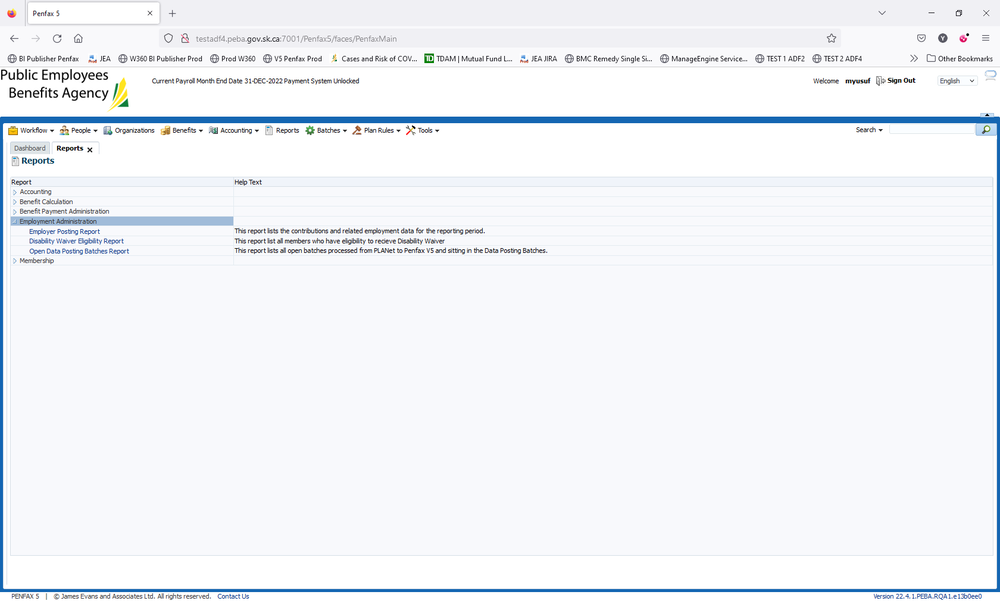 Penfax 5
testadf4.peba.gov.sk.ca:7001/Penfax5/faces/PenfaxMain
BI Publisher Penfax JEA W360 BI Publisher Prod Prod W360 V5 Penfax Prod Cases and Risk of COV... TD TDAM | Mutual Fund L... JEA JIRA BMC Remedy Single Si... ManageEngine Service... TEST 1 ADF2 TEST 2 ADF4 Other Bookmarks
Public Employees
Benefits Agency
Current Payroll Month End Date 31-DEC-2022 Payment System Unlocked
Welcome myusuf Sign Out English
Workflow People Organizations Benefits Accounting Reports Batches Plan Rules Tools Search
Dashboard Reports
Reports
Report Help Text
Accounting
Benefit Calculation
Benefit Payment Administration
Employment Administration
Employer Posting Report This report lists the contributions and related employment data for the reporting period.
Disability Waiver Eligibility Report This report list all members who have eligibility to recieve Disability Waiver
Open Data Posting Batches Report This report lists all open batches processed from PLANet to Penfax V5 and sitting in the Data Posting Batches.
Membership
PENFAX 5 | © James Evans and Associates Ltd. All rights reserved. Contact Us Version 22.4.1.PEBA.RQA1.e13b0ee0